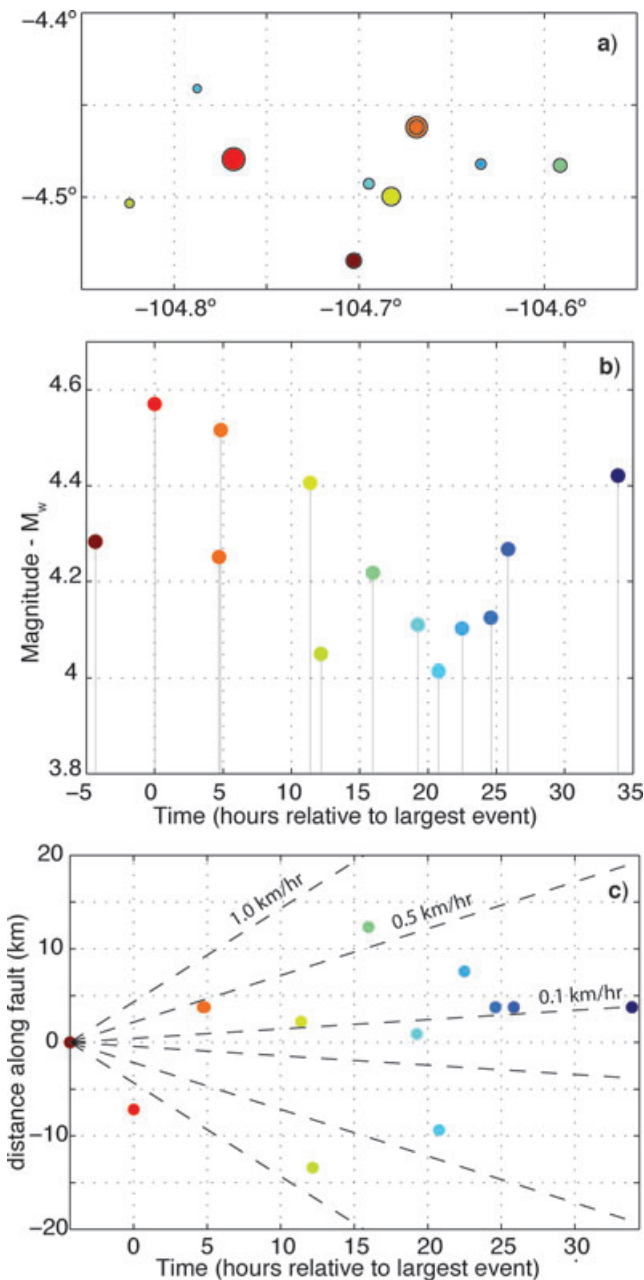 −4.4°
a)
−4.5°
−104.8° −104.7° −104.6°
b)
4.6
4.4
4.2
4
3.8
Magnitude - Mw
−5 0 5 10 15 20 25 30 35
Time (hours relative to largest event)
20
c)
1.0 km/hr
0.5 km/hr
10
0.1 km/hr
0
−10
−20
distance along fault (km)
0 5 10 15 20 25 30
Time (hours relative to largest event)